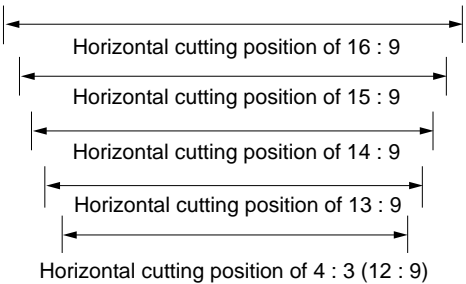 Horizontal cutting position of 16 : 9
Horizontal cutting position of 15 : 9
Horizontal cutting position of 14 : 9
Horizontal cutting position of 13 : 9
Horizontal cutting position of 4 : 3 (12 : 9)